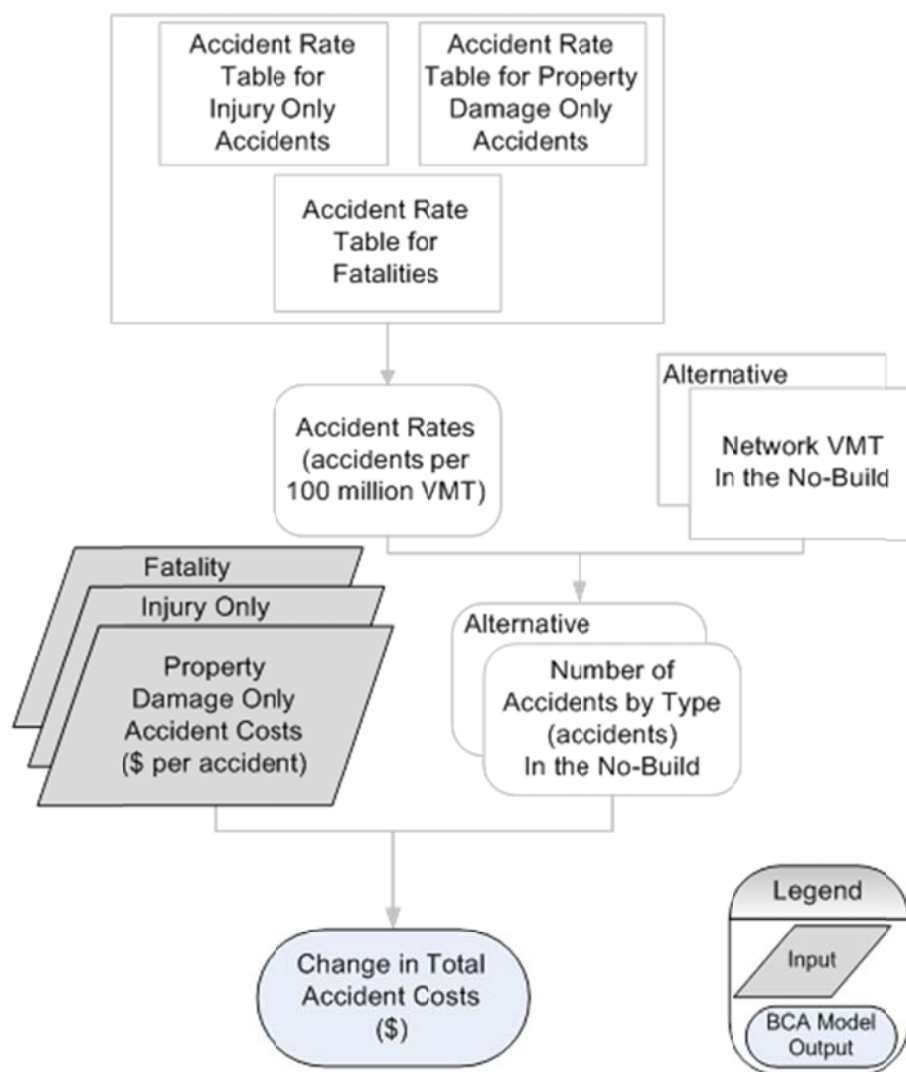 Accident Rate
Table for
Injury Only
Accidents
Accident Rate
Table for Property
Damage Only
Accidents
Accident Rate
Table for
Fatalities
Accident Rates
(accidents per
100 million VMT)
Alternative
Network VMT
In the No-Build
Fatality
Injury Only
Property
Damage Only
Accident Costs
($ per accident)
Alternative
Number of
Accidents by Type
(accidents)
In the No-Build
Change in Total
Accident Costs
($)
Legend
Input
BCA Model
Output